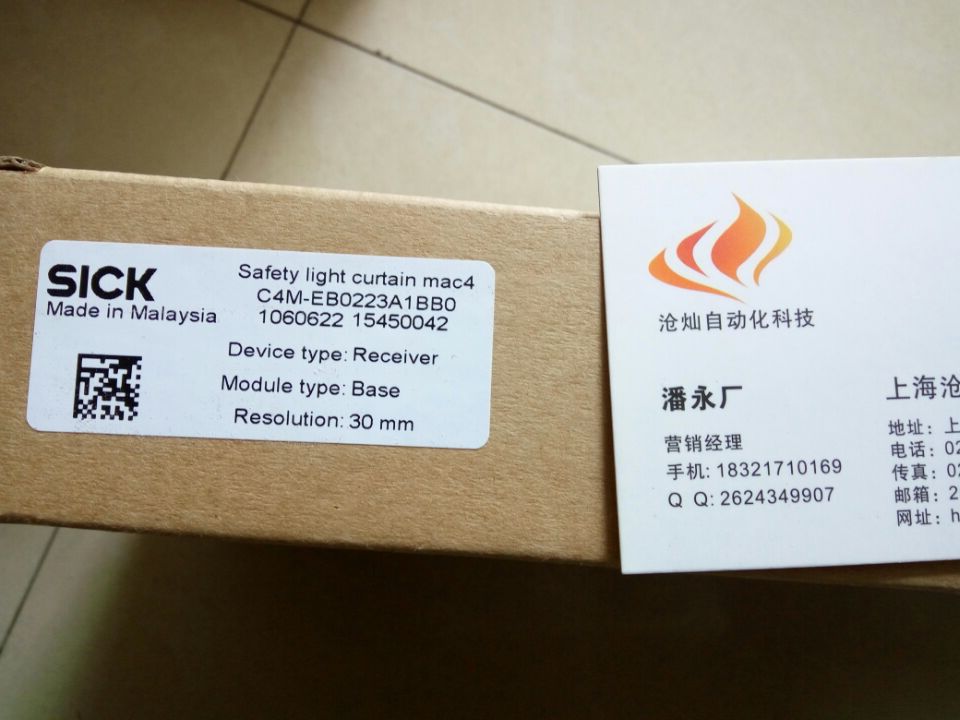 SICK
Made in Malaysia
Safety light curtain mac4
C4M-EB0223A1BB0
1060622 15450042
Device type: Receiver
Module type: Base
Resolution: 30 mm
沧灿自动化科技
潘永厂
营销经理
手机: 18321710169
Q Q: 2624349907
上海沧
地址: 上
电话: 02
传真: 02
邮箱: 2
网址: h